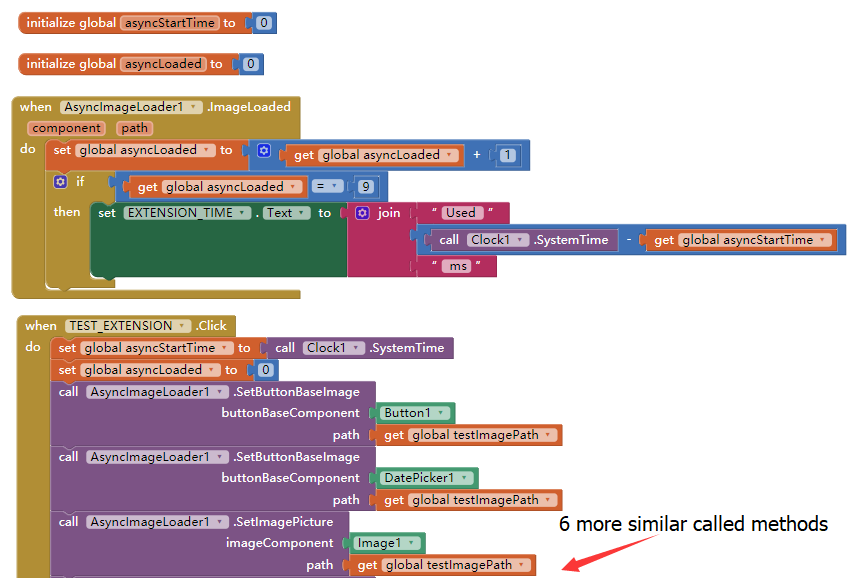 initialize global asyncStartTime to 0
initialize global asyncLoaded to 0
when AsyncImageLoader1 .ImageLoaded
component path
do set global asyncLoaded to get global asyncLoaded + 1
if get global asyncLoaded = 9
then set EXTENSION_TIME . Text to join " Used "
call Clock1 .SystemTime - get global asyncStartTime
" ms "
when TEST_EXTENSION .Click
do set global asyncStartTime to call Clock1 .SystemTime
set global asyncLoaded to 0
call AsyncImageLoader1 .SetButtonBaseImage
buttonBaseComponent Button1
path get global testImagePath
call AsyncImageLoader1 .SetButtonBaseImage
buttonBaseComponent DatePicker1
path get global testImagePath
call AsyncImageLoader1 .SetImagePicture
imageComponent Image1
path get global testImagePath
6 more similar called methods